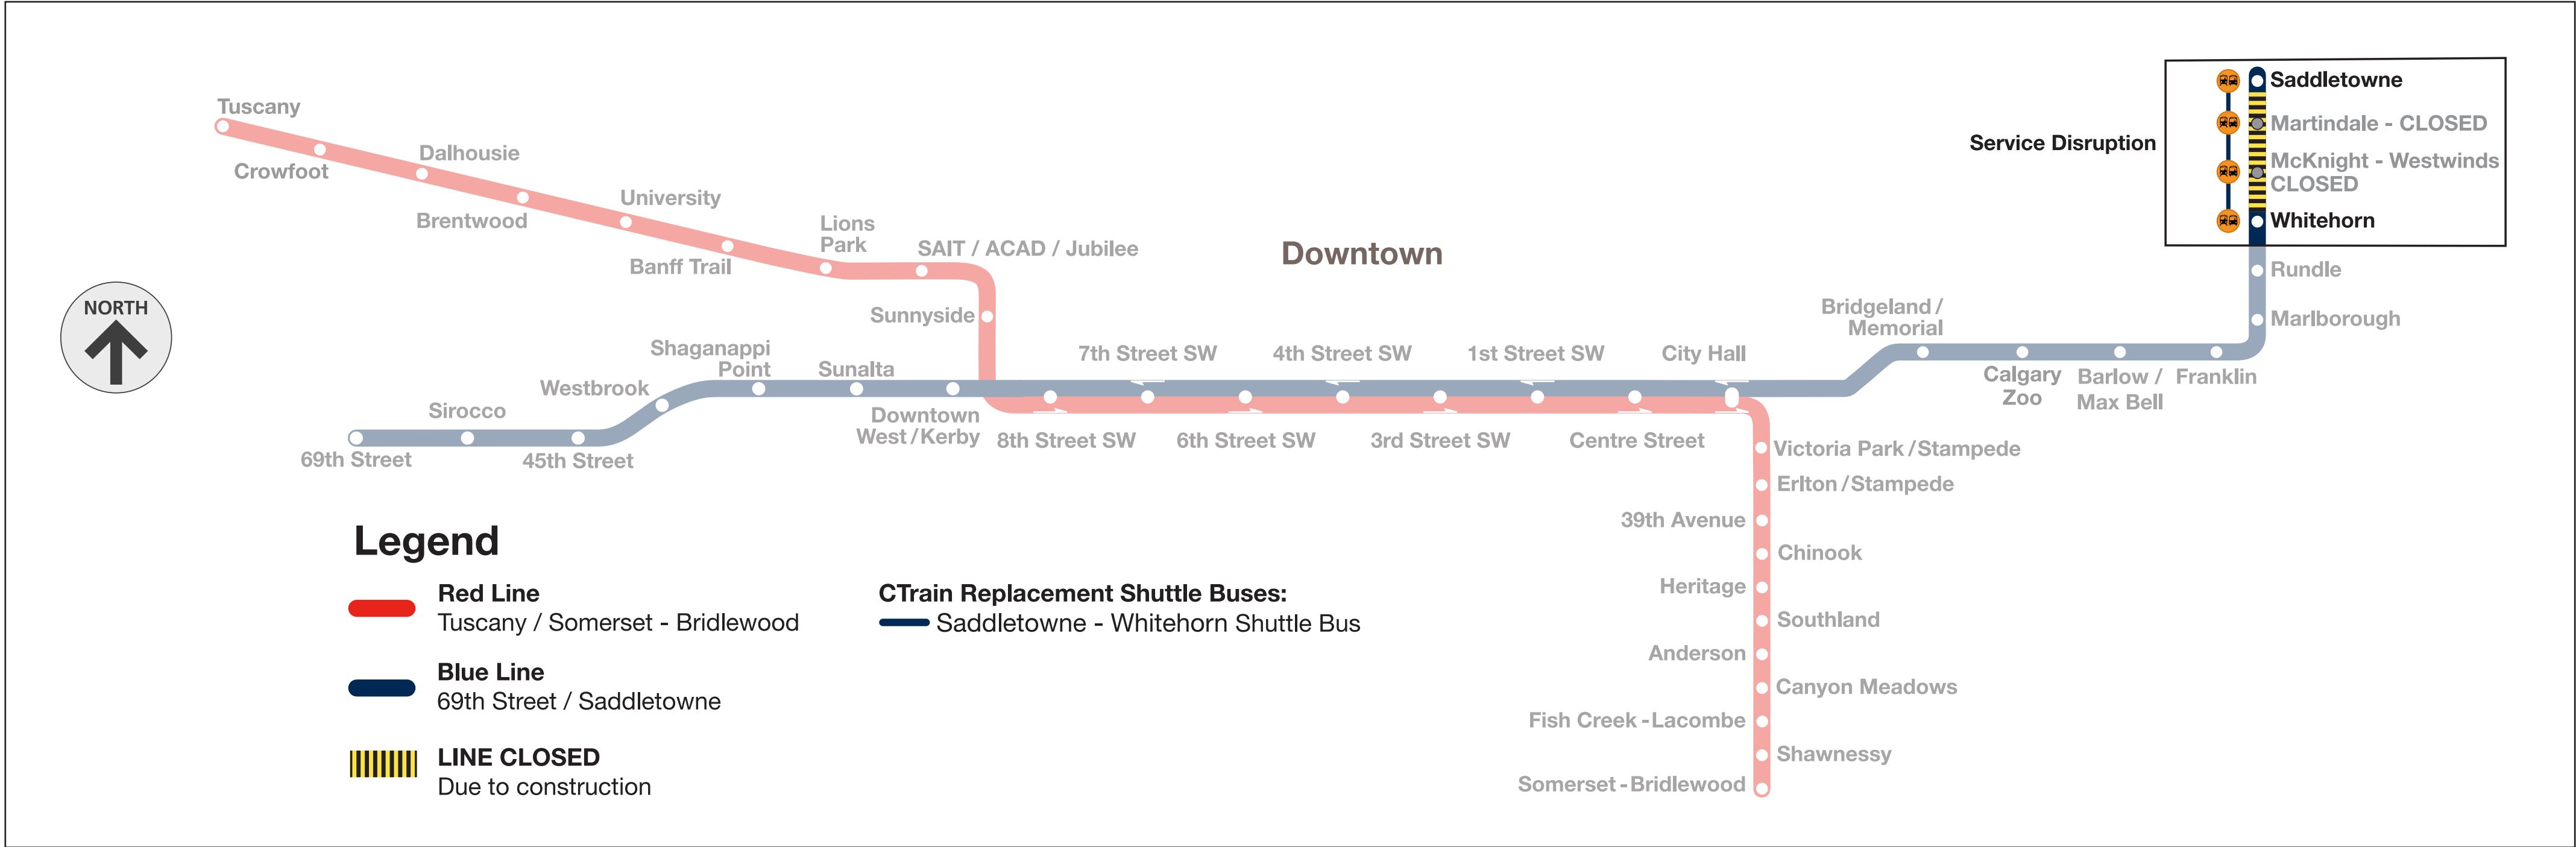 Saddletowne
Martindale - CLOSED
McKnight - Westwinds
CLOSED
Whitehorn
Service Disruption
Rundle
Marlborough
Tuscany
Crowfoot
Dalhousie
Brentwood
University
Banff Trail
Lions
Park
SAIT / ACAD / Jubilee
Sunnyside
Downtown
NORTH
Bridgeland /
Memorial
Calgary
Zoo
Barlow /
Max Bell
Franklin
Shaganappi
Point
Sunalta
Westbrook
Sirocco
69th Street
45th Street
Downtown
West / Kerby
7th Street SW
4th Street SW
1st Street SW
City Hall
8th Street SW
6th Street SW
3rd Street SW
Centre Street
Victoria Park / Stampede
Erlton / Stampede
39th Avenue
Chinook
Heritage
Southland
Anderson
Canyon Meadows
Fish Creek - Lacombe
Shawnessy
Somerset - Bridlewood
Legend
Red Line
Tuscany / Somerset - Bridlewood
Blue Line
69th Street / Saddletowne
LINE CLOSED
Due to construction
CTrain Replacement Shuttle Buses:
Saddletowne - Whitehorn Shuttle Bus